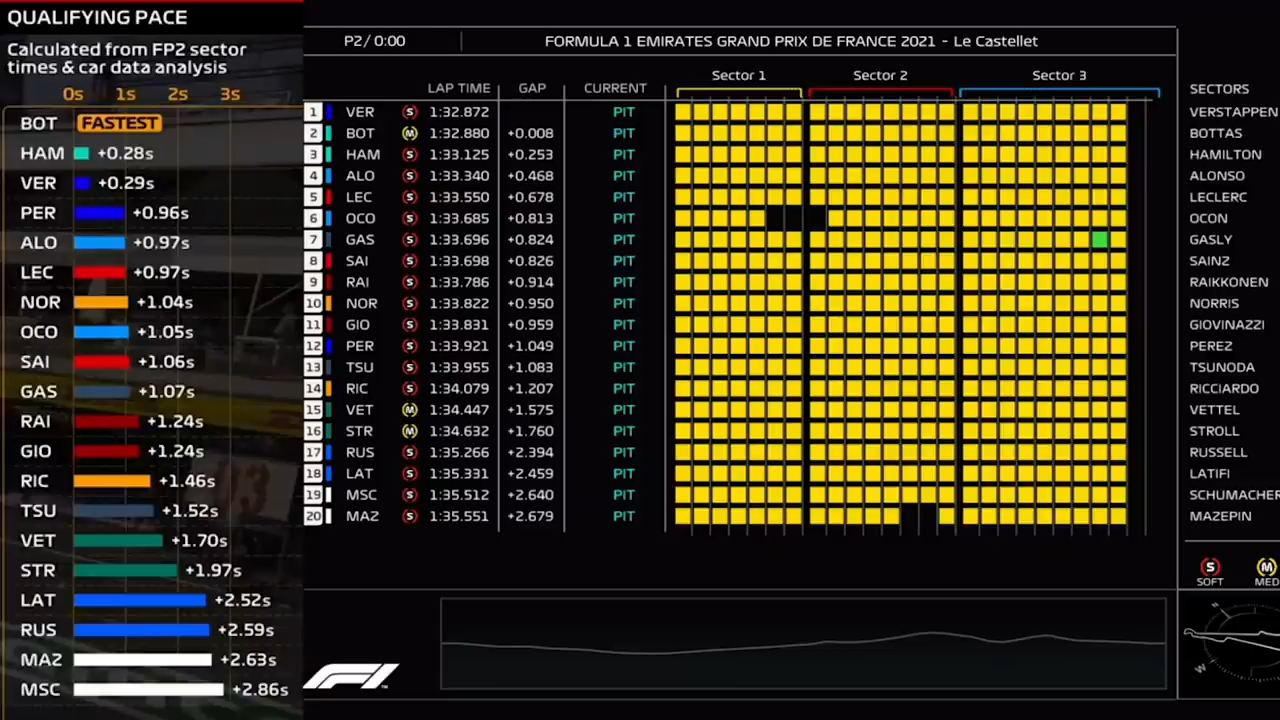 QUALIFYING PACE
Calculated from FP2 sector
times & car data analysis
0s 1s 2s 3s
BOT FASTEST
HAM +0.28s
VER +0.29s
PER +0.96s
ALO +0.97s
LEC +0.97s
NOR +1.04s
OCO +1.05s
SAI +1.06s
GAS +1.07s
RAI +1.24s
GIO +1.24s
RIC +1.46s
TSU +1.52s
VET +1.70s
STR +1.97s
LAT +2.52s
RUS +2.59s
MAZ +2.63s
MSC +2.86s
P2/ 0:00 FORMULA 1 EMIRATES GRAND PRIX DE FRANCE 2021 - Le Castellet
Sector 1 Sector 2 Sector 3
LAP TIME GAP CURRENT SECTORS
1 VER S 1:32.872 PIT VERSTAPPEN
2 BOT M 1:32.880 +0.008 PIT BOTTAS
3 HAM S 1:33.125 +0.253 PIT HAMILTON
4 ALO S 1:33.340 +0.468 PIT ALONSO
5 LEC S 1:33.550 +0.678 PIT LECLERC
6 OCO S 1:33.685 +0.813 PIT OCON
7 GAS S 1:33.696 +0.824 PIT GASLY
8 SAI S 1:33.698 +0.826 PIT SAINZ
9 RAI S 1:33.786 +0.914 PIT RAIKKONEN
10 NOR S 1:33.822 +0.950 PIT NORRIS
11 GIO S 1:33.831 +0.959 PIT GIOVINAZZI
12 PER S 1:33.921 +1.049 PIT PEREZ
13 TSU S 1:33.955 +1.083 PIT TSUNODA
14 RIC S 1:34.079 +1.207 PIT RICCIARDO
15 VET M 1:34.447 +1.575 PIT VETTEL
16 STR M 1:34.632 +1.760 PIT STROLL
17 RUS S 1:35.266 +2.394 PIT RUSSELL
18 LAT S 1:35.331 +2.459 PIT LATIFI
19 MSC S 1:35.512 +2.640 PIT SCHUMACHER
20 MAZ S 1:35.551 +2.679 PIT MAZEPIN
S M
SOFT MED
F1
N
W